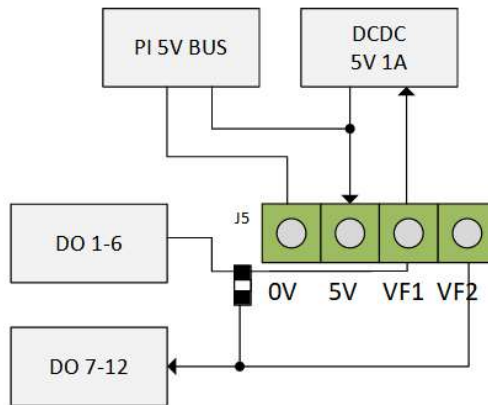 PI 5V BUS
DCDC
5V 1A
J5
DO 1-6
0V 5V VF1 VF2
DO 7-12